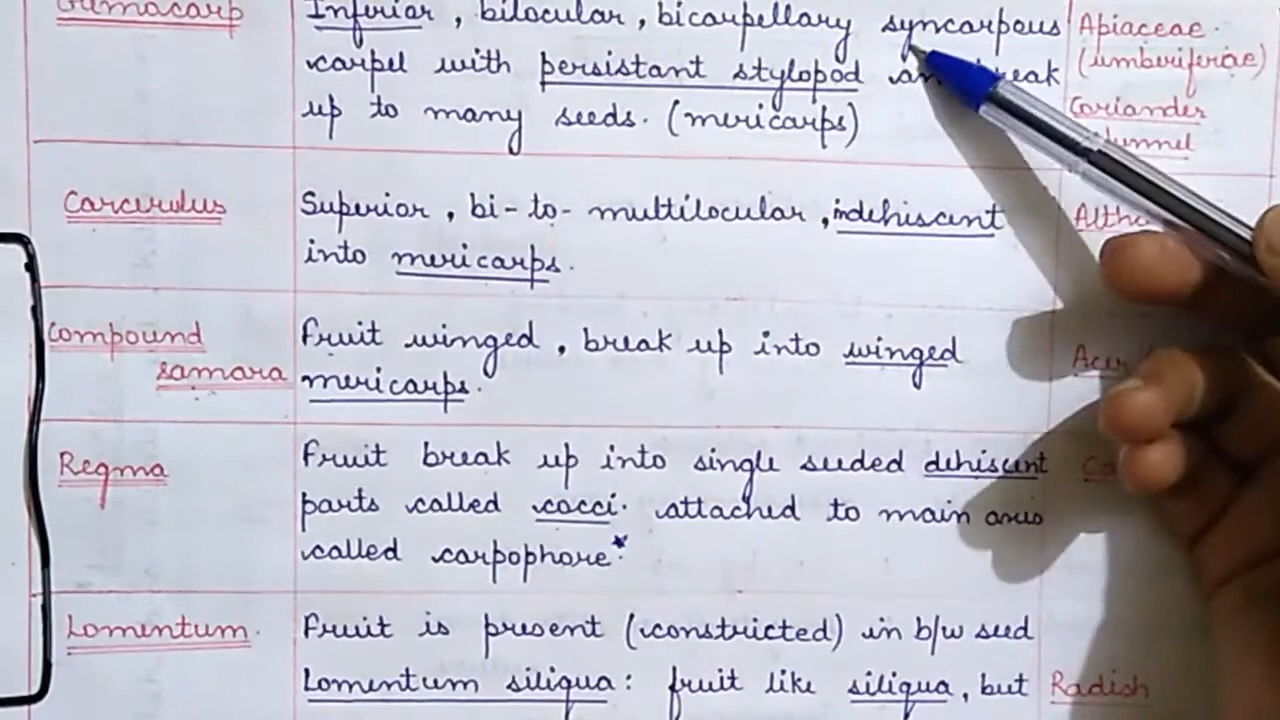 Inferior, bilocular, bicarpellary syncarpous
carpel with persistant stylopod
up to many seeds. (mericarps)
Apiaceae.
(umbriferae)
Coriander
Carcerulus
Superior, bi-to-multilocular, indehiscent
into mericarps.
Compound
samara
Fruit winged, break up into winged
mericarps.
Acer
Regma
Fruit break up into single seeded dehiscent
parts called cocci. attached to main axis
called carpophore*
Lomentum
Fruit is present (constricted) in b/w seed
Lomentum siliqua: fruit like siliqua, but
Radish